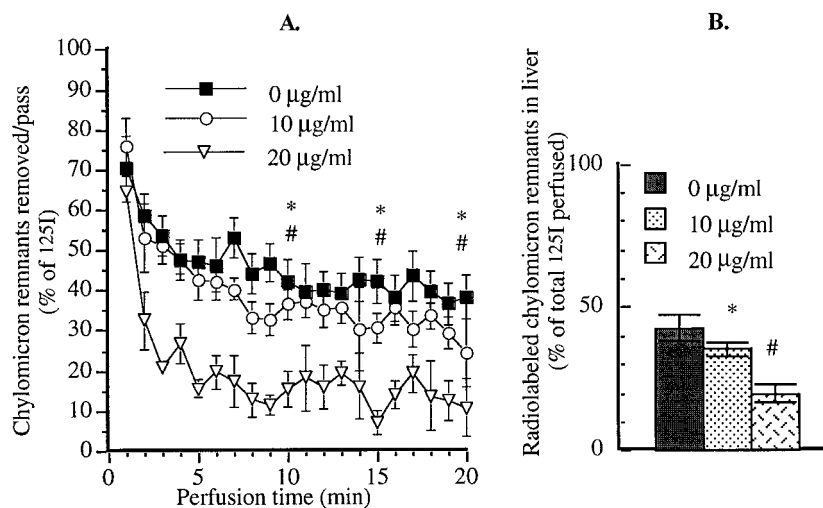 A.
Chylomicron remnants removed/pass
(% of 125I)
100
90
80
70
60
50
40
30
20
10
0
0 µg/ml
10 µg/ml
20 µg/ml
* * *
# # #
0 5 10 15 20
Perfusion time (min)
B.
Radiolabeled chylomicron remnants in liver
(% of total 125I perfused)
100
50
0
0 µg/ml
10 µg/ml
20 µg/ml
*
#